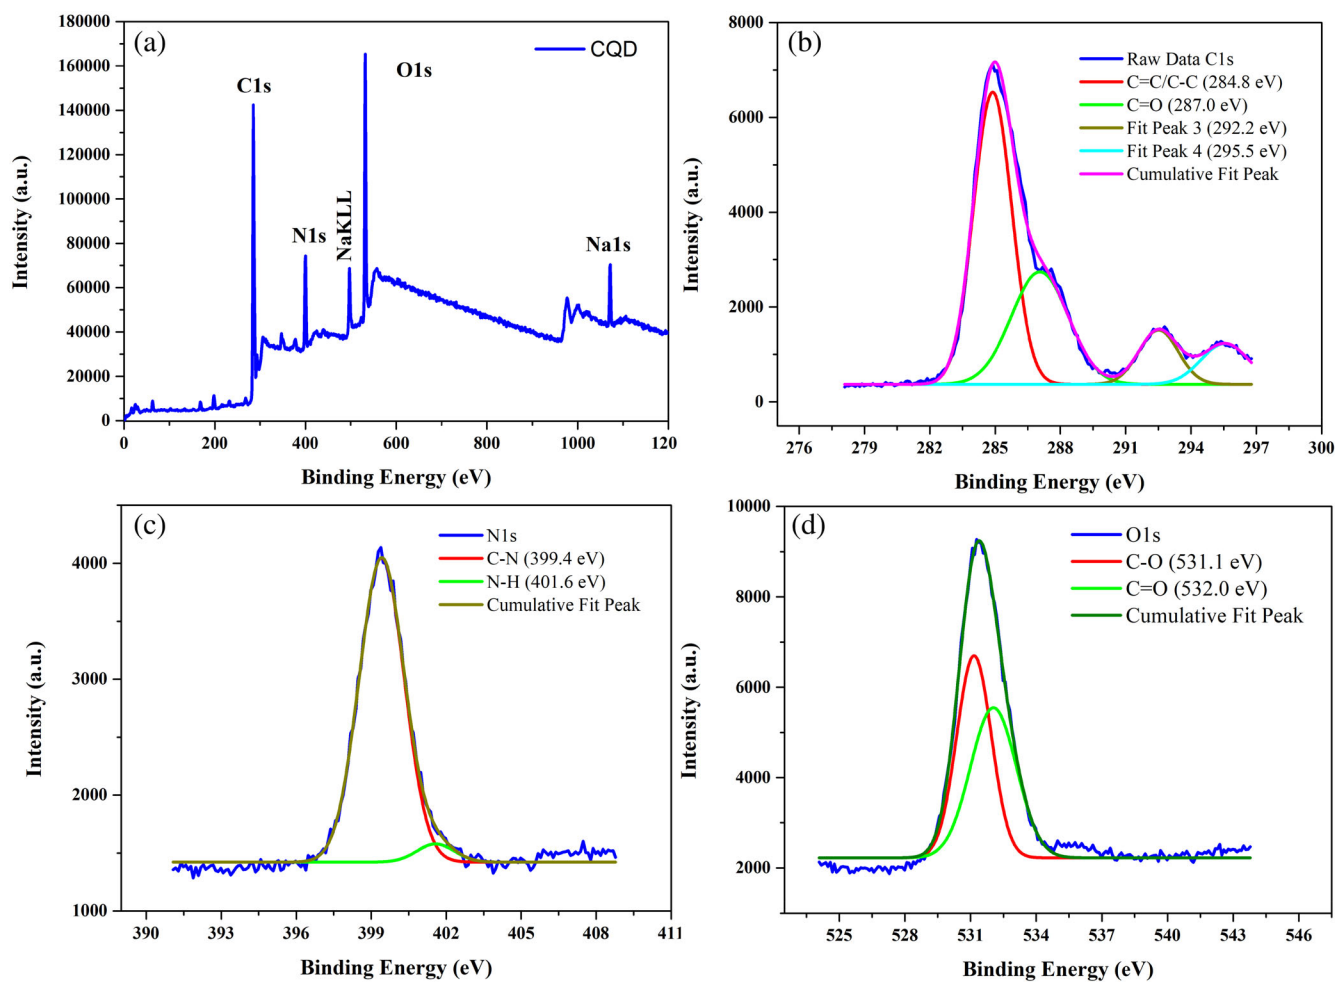 (a)
CQD
C1s
O1s
N1s
NaKLL
Na1s
180000
160000
140000
120000
100000
80000
60000
40000
20000
0
Intensity (a.u.)
0 200 400 600 800 1000 120
Binding Energy (eV)
(b)
Raw Data C1s
C=C/C-C (284.8 eV)
C=O (287.0 eV)
Fit Peak 3 (292.2 eV)
Fit Peak 4 (295.5 eV)
Cumulative Fit Peak
8000
6000
4000
2000
0
Intensity (a.u.)
276 279 282 285 288 291 294 297 300
Binding Energy (eV)
(c)
N1s
C-N (399.4 eV)
N-H (401.6 eV)
Cumulative Fit Peak
4000
3000
2000
1000
Intensity (a.u.)
390 393 396 399 402 405 408 411
Binding Energy (eV)
(d)
O1s
C-O (531.1 eV)
C=O (532.0 eV)
Cumulative Fit Peak
10000
8000
6000
4000
2000
Intensity (a.u.)
525 528 531 534 537 540 543 546
Binding Energy (eV)